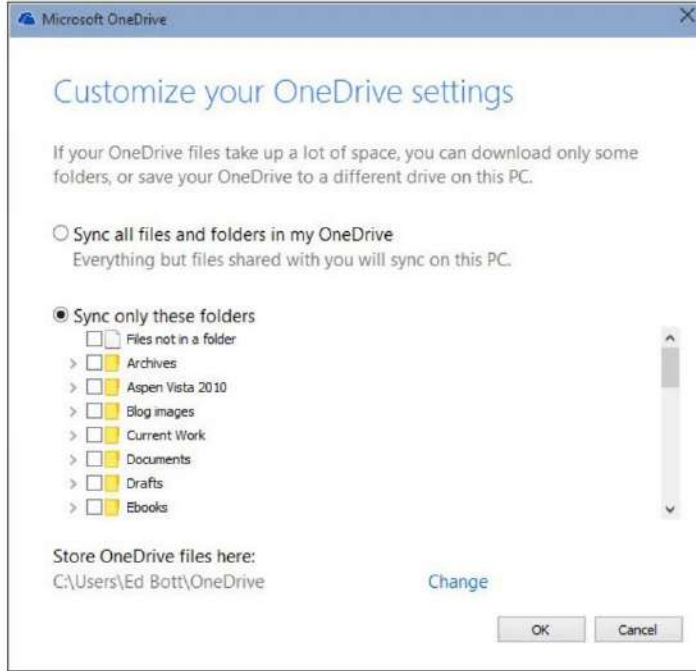 Microsoft OneDrive
Customize your OneDrive settings
If your OneDrive files take up a lot of space, you can download only some
folders, or save your OneDrive to a different drive on this PC.
Sync all files and folders in my OneDrive
Everything but files shared with you will sync on this PC.
Sync only these folders
Files not in a folder
Archives
Aspen Vista 2010
Blog images
Current Work
Documents
Drafts
Ebooks
Store OneDrive files here:
C:\Users\Ed Bott\OneDrive Change
OK Cancel